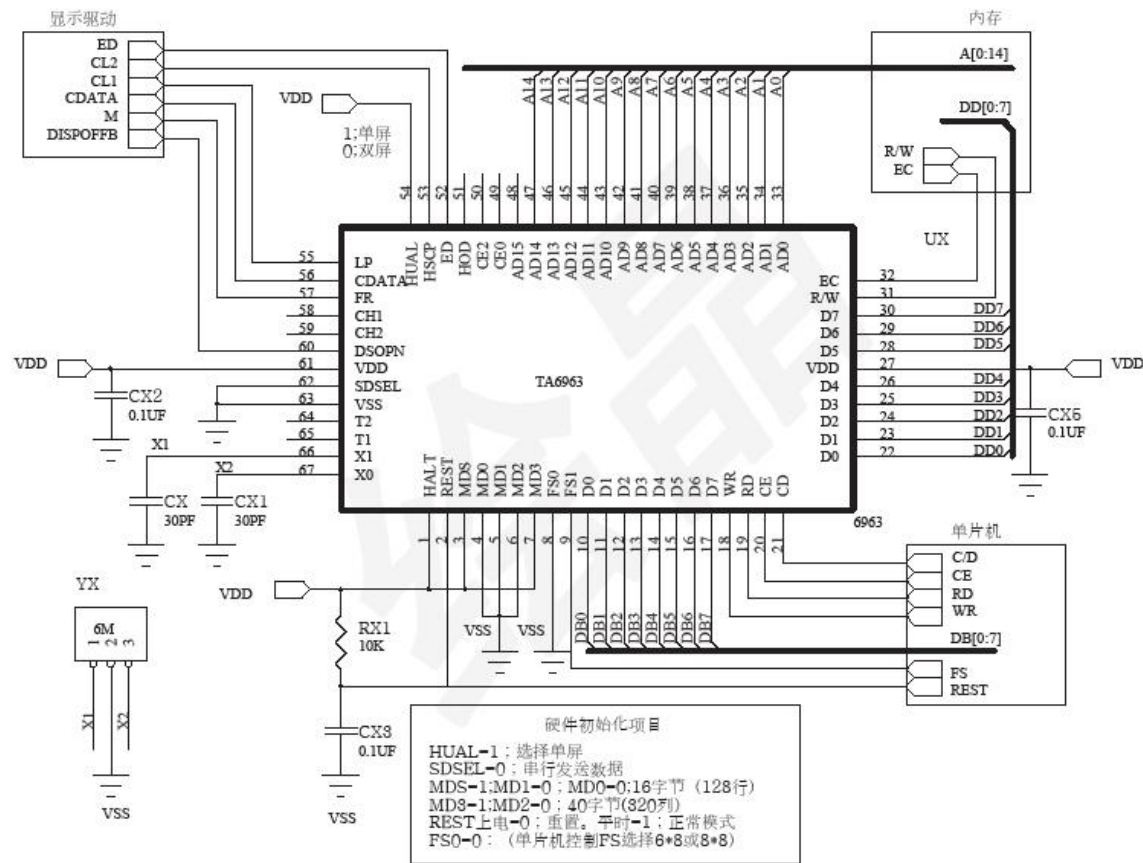 显示驱动
ED
CL2
CL1
CDATA
M
DISPOFFB
VDD
1;单屏
0;双屏
内存
A[0:14]
DD[0:7]
R/W
EC
UX
A14 A13 A12 A11 A10 A9 A8 A7 A6 A5 A4 A3 A2 A1 A0
54 53 52 51 50 49 48 47 46 45 44 43 42 41 40 39 38 37 36 35 34 33
HUAL HSCP ED HOD CE2 CE0 AD15 AD14 AD13 AD12 AD11 AD10 AD9 AD8 AD7 AD6 AD5 AD4 AD3 AD2 AD1 AD0
55 LP
56 CDATA
57 FR
58 CH1
59 CH2
60 DSOPN
61 VDD
62 SDSEL
63 VSS
64 T2
65 T1
66 X1
67 X0
TA6963
EC 32
R/W 31
D7 30 DD7
D6 29 DD6
D5 28 DD5
VDD 27
D4 26 DD4
D3 25 DD3
D2 24 DD2
D1 23 DD1
D0 22 DD0
VDD
CX2
0.1UF
X1
X2
CX
30PF
CX1
30PF
VDD
CX6
0.1UF
HALT REST MDS MD0 MD1 MD2 MD3 FS0 FS1 D0 D1 D2 D3 D4 D5 D6 D7 WR RD CE CD
6963
1 2 3 4 5 6 7 8 9 10 11 12 13 14 15 16 17 18 19 20 21
单片机
C/D
CE
RD
WR
DB[0:7]
FS
REST
VDD
VSS
VSS
DB0 DB1 DB2 DB3 DB4 DB5 DB6 DB7
RX1
10K
CX3
0.1UF
VSS
YX
6M
1 2 3
X1
X2
VSS
硬件初始化项目
HUAL-1；选择单屏
SDSEL-0；串行发送数据
MDS-1;MD1-0；MD0-0;16字节（128行）
MD3-1;MD2-0；40字节(320列)
REST上电-0；重置。平时-1；正常模式
FS0-0：（单片机控制FS选择6*8或8*8）